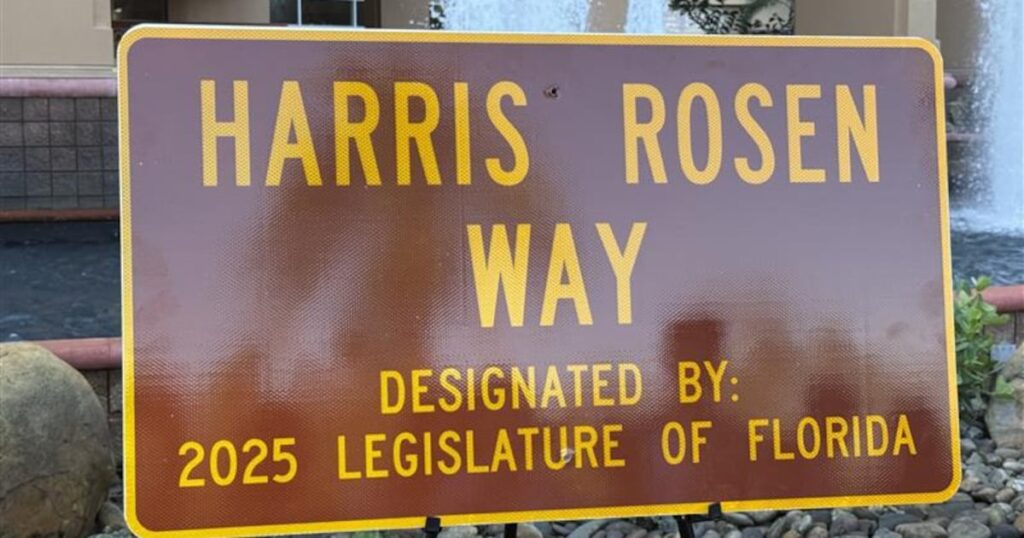 HARRIS ROSEN
WAY
DESIGNATED BY:
2025 LEGISLATURE OF FLORIDA